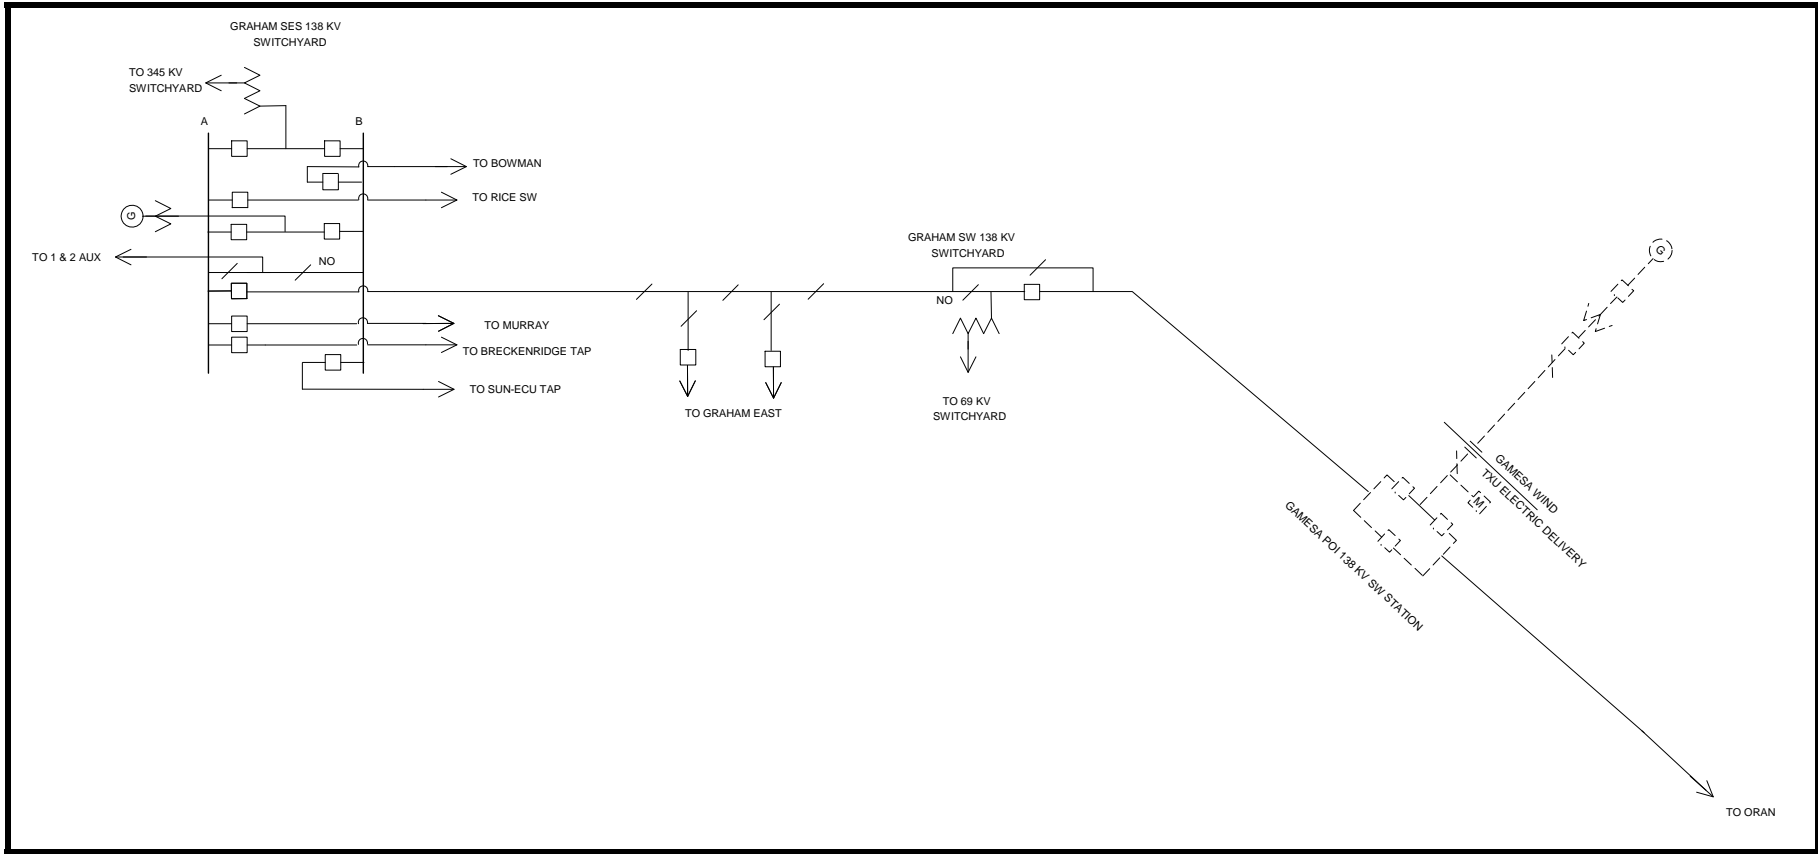 GRAHAM SES 138 KV
SWITCHYARD
TO 345 KV
SWITCHYARD
A
B
TO BOWMAN
TO RICE SW
G
TO 1 & 2 AUX
NO
TO MURRAY
TO BRECKENRIDGE TAP
TO SUN-ECU TAP
TO GRAHAM EAST
GRAHAM SW 138 KV
SWITCHYARD
NO
TO 69 KV
SWITCHYARD
G
GAMESA WIND
TXU ELECTRIC DELIVERY
M
GAMESA POI 138 KV SW STATION
TO ORAN